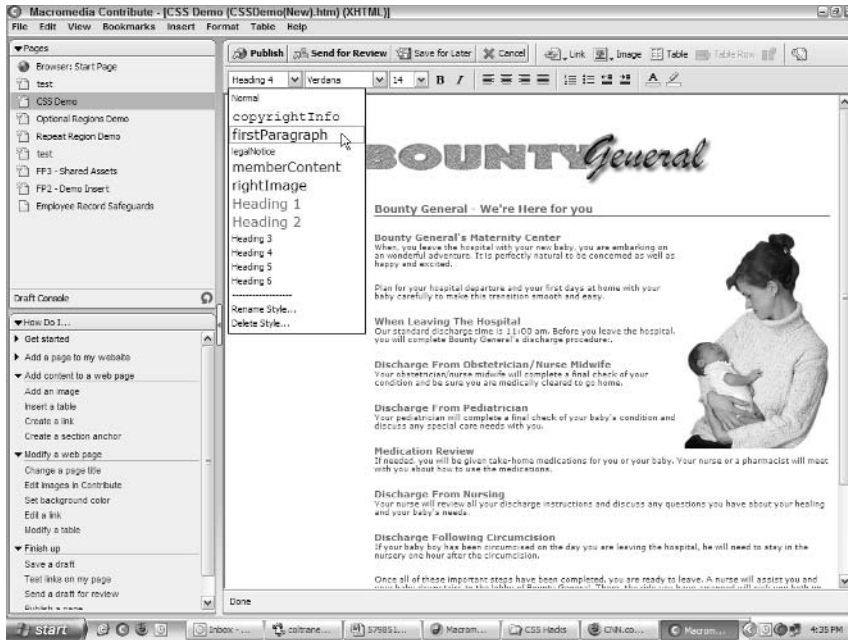 Macromedia Contribute - [CSS Demo (CSSDemo(New).htm) (XHTML)]
File Edit View Bookmarks Insert Format Table Help
Pages
Browser: Start Page
test
CSS Demo
Optional Regions Demo
Repeat Region Demo
test
FP3 - Shared Assets
FP2 - Demo Insert
Employee Record Safeguards
Draft Console
How Do I...
Get started
Add a page to my website
Add content to a web page
Add an image
Insert a table
Create a link
Create a section anchor
Modify a web page
Change a page title
Edit images in Contribute
Set background color
Edit a link
Modify a table
Finish up
Save a draft
Test links on my page
Send a draft for review
Publish a page
Publish Send for Review Save for Later Cancel Link Image Table Table Row
Heading 4 Verdana 14 B I
Normal
copyrightInfo
firstParagraph
legalNotice
memberContent
rightImage
Heading 1
Heading 2
Heading 3
Heading 4
Heading 5
Heading 6
--------------------
Rename Style...
Delete Style...
BOUNTY General
Bounty General - We're Here for you
Bounty General's Maternity Center
When, you leave the hospital with your new baby, you are embarking on
an wonderful adventure. It is perfectly natural to be concerned as well as
happy and excited.
Plan for your hospital departure and your first days at home with your
baby carefully to make this transition smooth and easy.
When Leaving The Hospital
Our standard discharge time is 11:00 am. Before you leave the hospital,
you will complete Bounty General's discharge procedure:.
Discharge From Obstetrician/Nurse Midwife
Your obstetrician/nurse midwife will complete a final check of your
condition and be sure you are medically cleared to go home.
Discharge From Pediatrician
Your pediatrician will complete a final check of your baby's condition and
discuss any special care needs with you.
Medication Review
If needed, you will be given take-home medications for you or your baby. Your nurse or a pharmacist will meet
with you about how to use the medications.
Discharge From Nursing
Your nurse will review all your discharge instructions and discuss any questions you have about your healing
and your baby's needs.
Discharge Following Circumcision
If your baby boy has been circumcised on the day you are leaving the hospital, he will need to stay in the
nursery one hour after the circumcision.
Once all of these important steps have been completed, you are ready to leave. A nurse will assist you and
Done
start Inbox - ... coltrane... 579851... Macrom... CSS Hacks CNN.co... Macrom... 4:35 PM